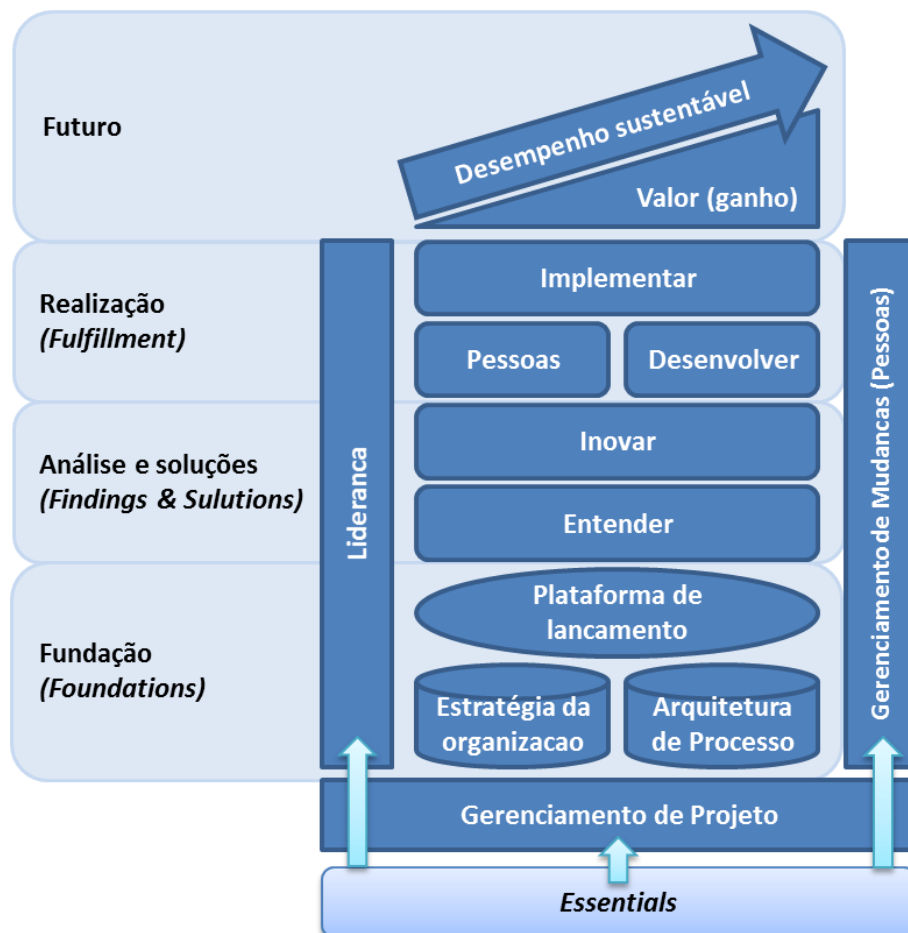 Futuro
Desempenho sustentável
Valor (ganho)
Realização
(Fulfillment)
Implementar
Pessoas
Desenvolver
Análise e soluções
(Findings & Sulutions)
Inovar
Entender
Fundação
(Foundations)
Plataforma de
lancamento
Estratégia da
organizacao
Arquitetura
de Processo
Lideranca
Gerenciamento de Mudancas (Pessoas)
Gerenciamento de Projeto
Essentials